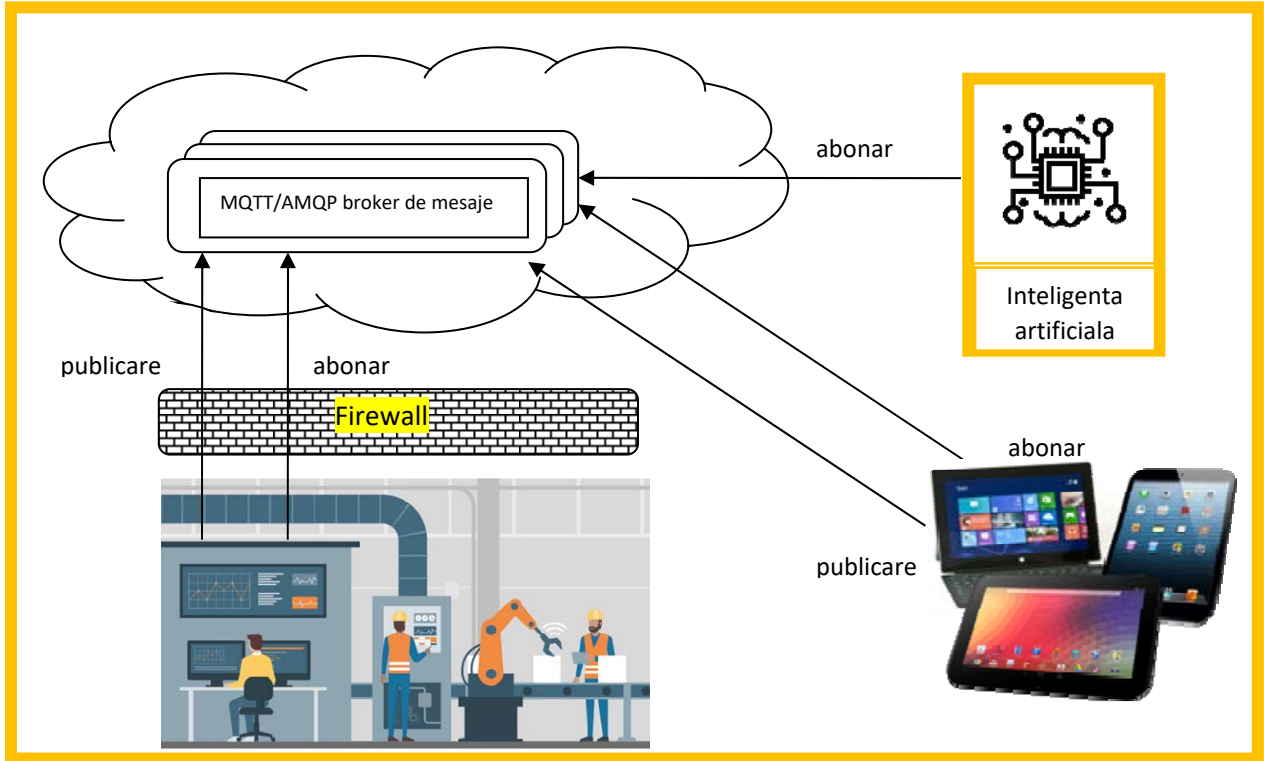 abonar
MQTT/AMQP broker de mesaje
Inteligenta
artificiala
publicare
abonar
Firewall
abonar
publicare